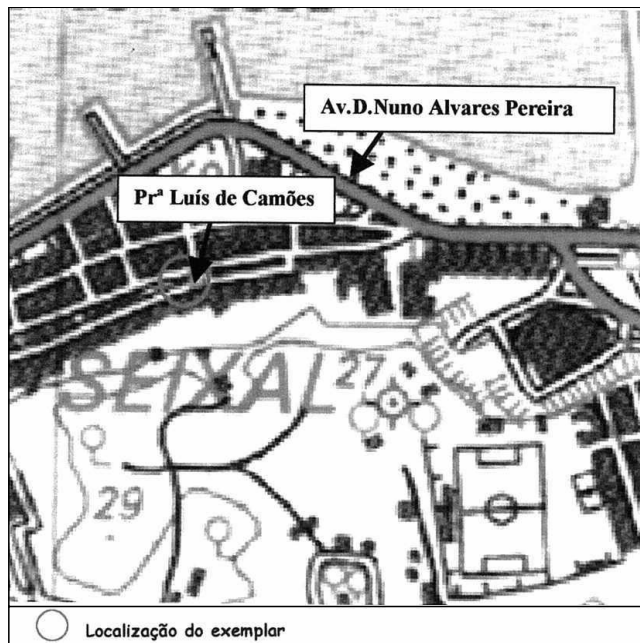 Av.D.Nuno Alvares Pereira
Prª Luís de Camões
SEIXAL
27
29
Localização do exemplar